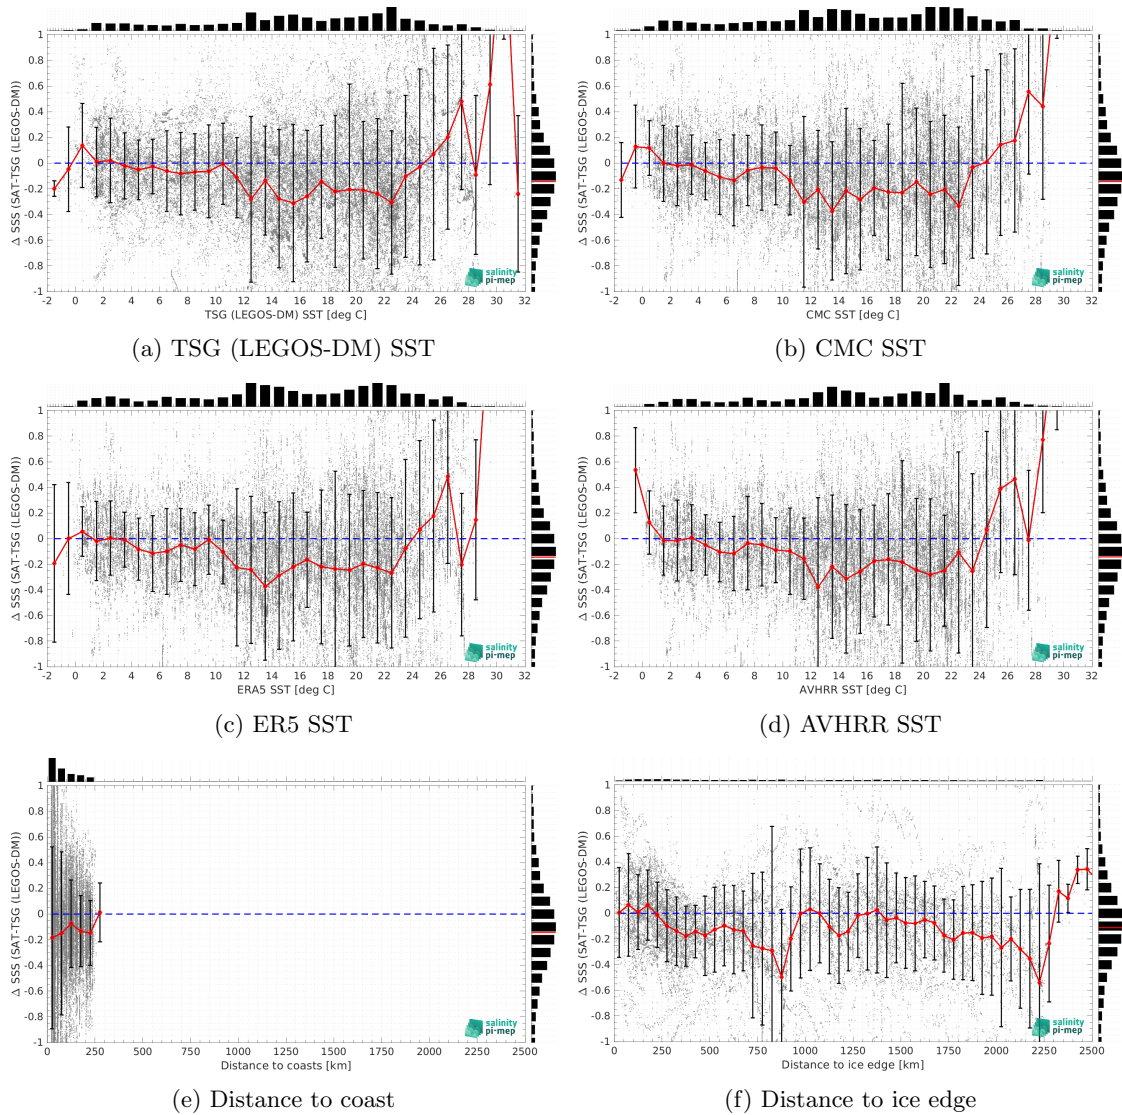 1
0.8
0.6
0.4
0.2
0
-0.2
-0.4
-0.6
-0.8
-1
Δ SSS (SAT-TSG (LEGOS-DM))
salinity
pi-mep
-2 0 2 4 6 8 10 12 14 16 18 20 22 24 26 28 30 32
TSG (LEGOS-DM) SST [deg C]
(a) TSG (LEGOS-DM) SST
1
0.8
0.6
0.4
0.2
0
-0.2
-0.4
-0.6
-0.8
-1
Δ SSS (SAT-TSG (LEGOS-DM))
salinity
pi-mep
-2 0 2 4 6 8 10 12 14 16 18 20 22 24 26 28 30 32
CMC SST [deg C]
(b) CMC SST
1
0.8
0.6
0.4
0.2
0
-0.2
-0.4
-0.6
-0.8
-1
Δ SSS (SAT-TSG (LEGOS-DM))
salinity
pi-mep
-2 0 2 4 6 8 10 12 14 16 18 20 22 24 26 28 30 32
ERA5 SST [deg C]
(c) ER5 SST
1
0.8
0.6
0.4
0.2
0
-0.2
-0.4
-0.6
-0.8
-1
Δ SSS (SAT-TSG (LEGOS-DM))
salinity
pi-mep
-2 0 2 4 6 8 10 12 14 16 18 20 22 24 26 28 30 32
AVHRR SST [deg C]
(d) AVHRR SST
1
0.8
0.6
0.4
0.2
0
-0.2
-0.4
-0.6
-0.8
-1
Δ SSS (SAT-TSG (LEGOS-DM))
salinity
pi-mep
0 250 500 750 1000 1250 1500 1750 2000 2250 2500
Distance to coasts [km]
(e) Distance to coast
1
0.8
0.6
0.4
0.2
0
-0.2
-0.4
-0.6
-0.8
-1
Δ SSS (SAT-TSG (LEGOS-DM))
salinity
pi-mep
0 250 500 750 1000 1250 1500 1750 2000 2250 2500
Distance to ice edge [km]
(f) Distance to ice edge